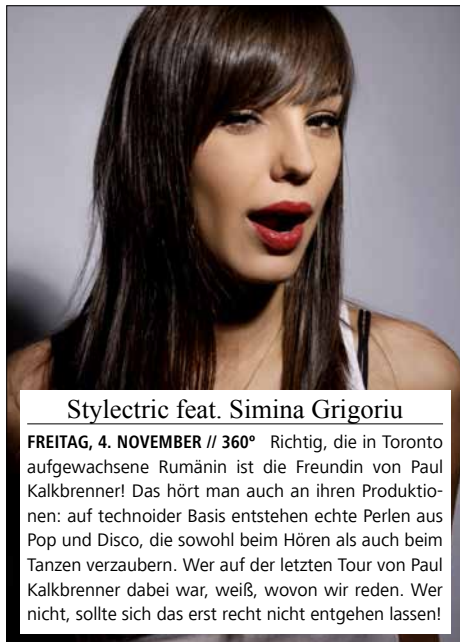 Stylectric feat. Simina Grigoriu
FREITAG, 4. NOVEMBER // 360° Richtig, die in Toronto
aufgewachsene Rumänin ist die Freundin von Paul
Kalkbrenner! Das hört man auch an ihren Produktio-
nen: auf technoider Basis entstehen echte Perlen aus
Pop und Disco, die sowohl beim Hören als auch beim
Tanzen verzaubern. Wer auf der letzten Tour von Paul
Kalkbrenner dabei war, weiß, wovon wir reden. Wer
nicht, sollte sich das erst recht nicht entgehen lassen!